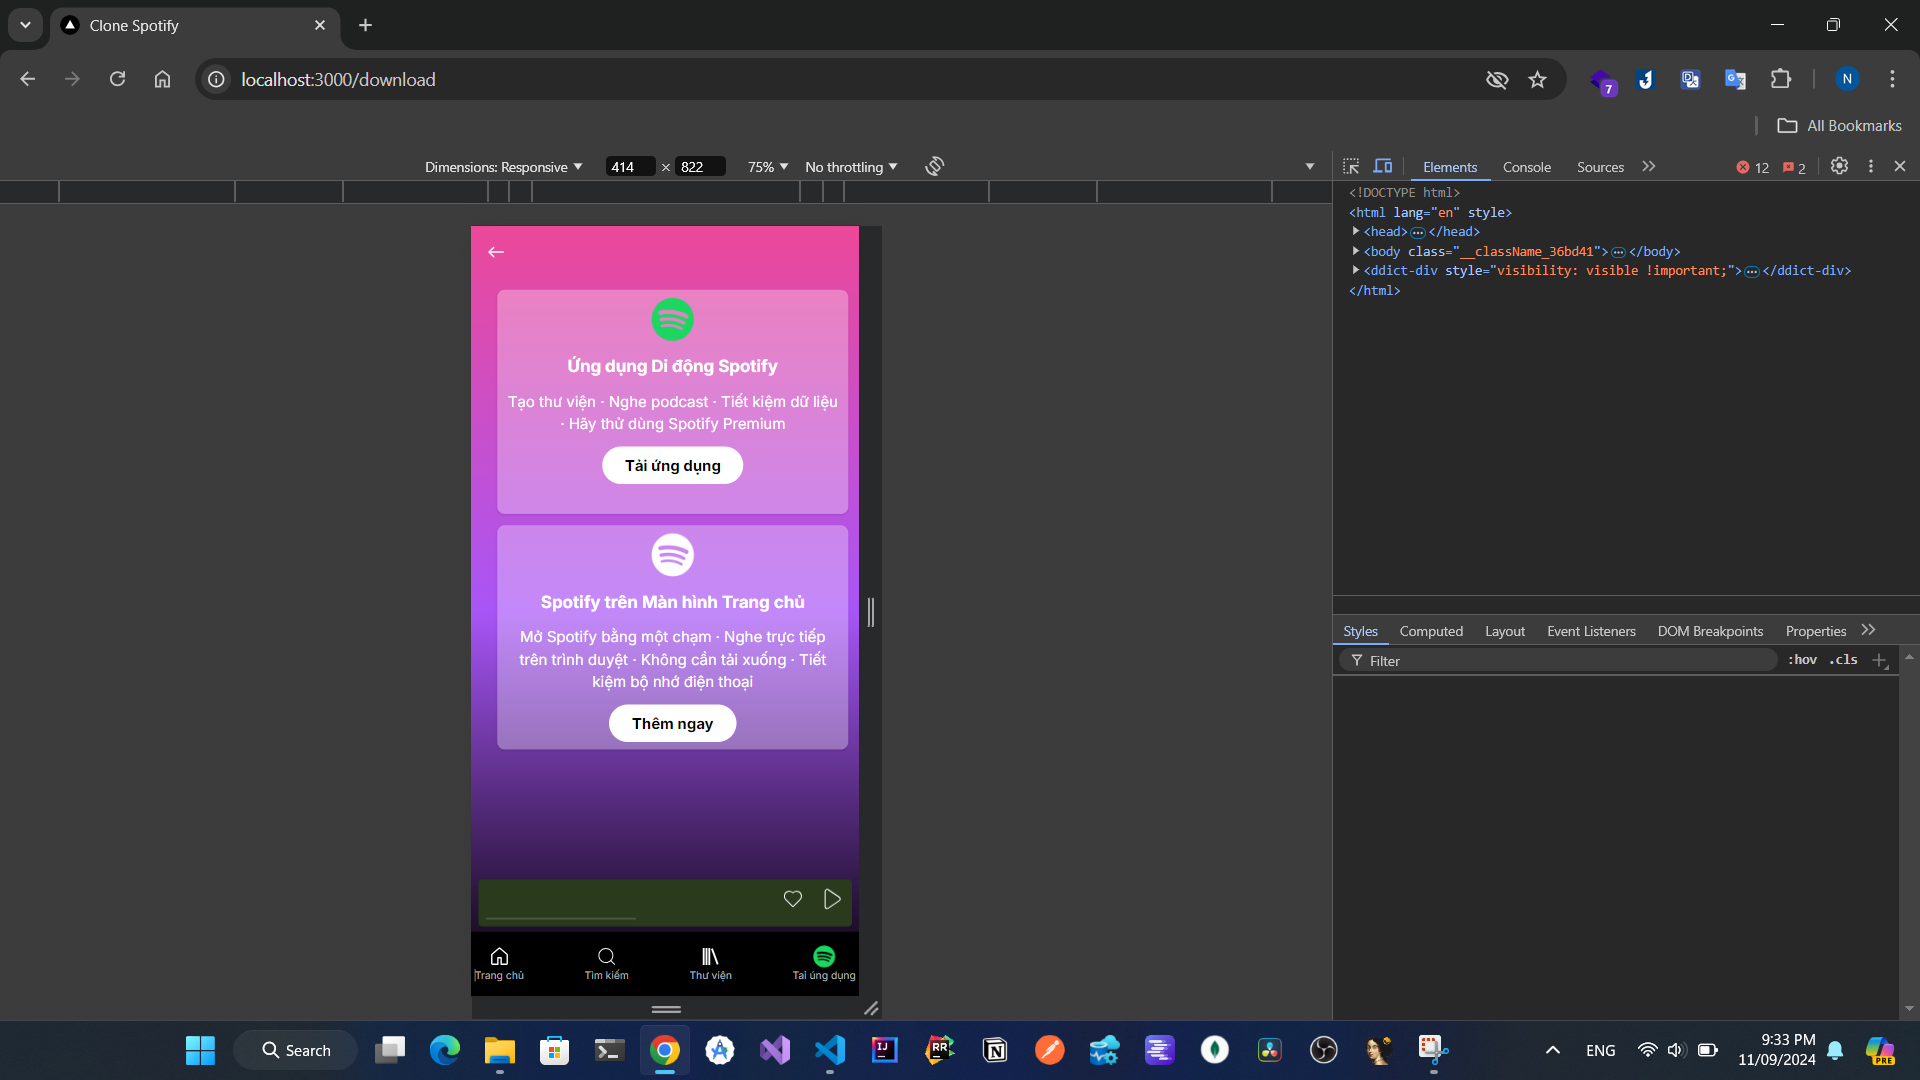 Clone Spotify
localhost:3000/download
7
N
All Bookmarks
Dimensions: Responsive 414 × 822 75% No throttling
Elements Console Sources 12 2
<!DOCTYPE html>
<html lang="en" style>
<head>…</head>
<body class="__className_36bd41">…</body>
<ddict-div style="visibility: visible !important;">…</ddict-div>
</html>
Ứng dụng Di động Spotify
Tạo thư viện · Nghe podcast · Tiết kiệm dữ liệu
· Hãy thử dùng Spotify Premium
Tải ứng dụng
Spotify trên Màn hình Trang chủ
Mở Spotify bằng một chạm · Nghe trực tiếp
trên trình duyệt · Không cần tải xuống · Tiết
kiệm bộ nhớ điện thoại
Thêm ngay
Trang chủ Tìm kiếm Thư viện Tai ứng dụng
Styles Computed Layout Event Listeners DOM Breakpoints Properties
Filter :hov .cls
Search
IJ
RR
PRE
ENG
9:33 PM
11/09/2024